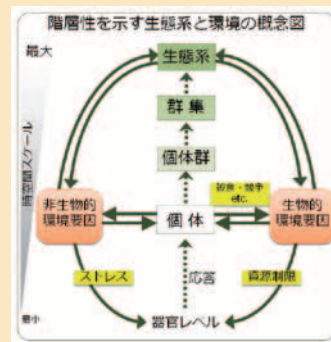 階層性を示す生態系と環境の概念図
最大
生態系
群集
個体群
時空間スケール
非生物的
環境要因
個体
被食・競争
etc.
生物的
環境要因
ストレス
応答
資源制限
最小
器官レベル